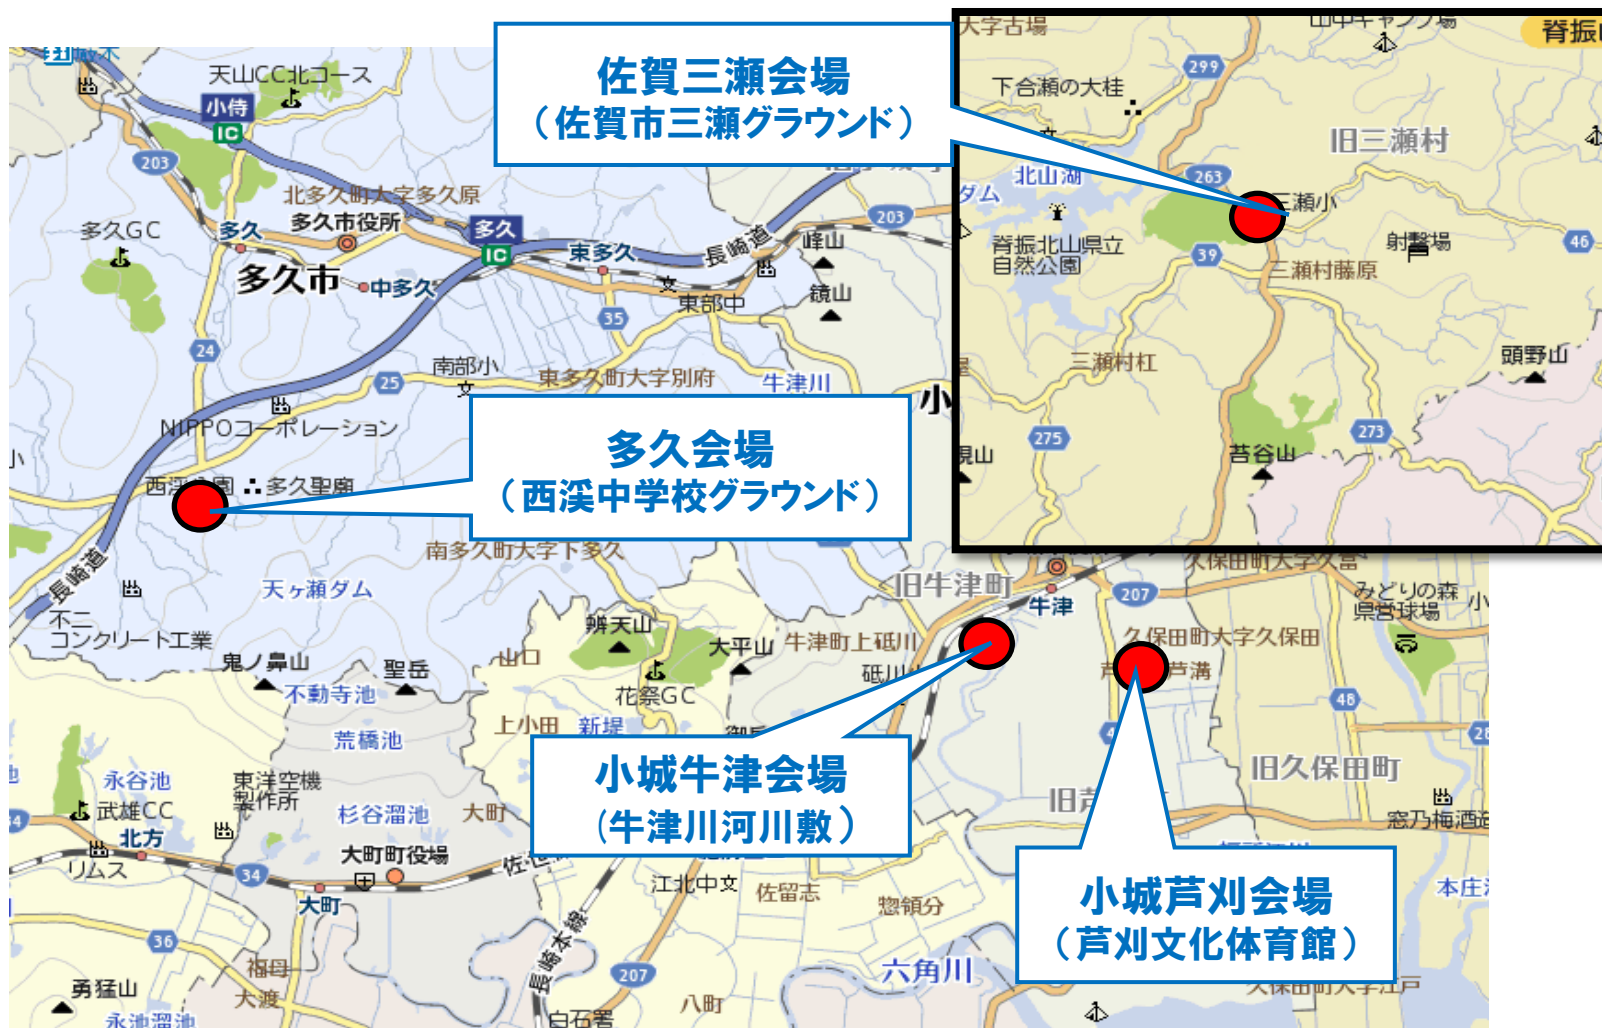 佐賀三瀬会場
（佐賀市三瀬グラウンド）
多久会場
（西渓中学校グラウンド）
小城牛津会場
（牛津川河川敷）
小城芦刈会場
（芦刈文化体育館）
天山CC北コース
小侍
IC
203
北多久町大字多久原
多久市役所
多久GC
多久
多久
IC
東多久
長崎道
203
峰山
鏡山
多久市
中多久
東部中
35
24
25
南部小
東多久町大字別府
牛津川
小
NIPPOコーポレーション
多久聖廟
長崎道
南多久町大字下多久
天ヶ瀬ダム
不二
コンクリート工業
鬼ノ鼻山
聖岳
不動寺池
荒橋池
山口
弁天山
大平山
花祭GC
上小田
新堤
牛津町上砥川
旧牛津町
牛津
207
久保田町大字久保田
みどりの森
県営球場
48
旧久保田町
窓乃梅酒造
永谷池
武雄CC
東洋空機
製作所
杉谷溜池
大町
北方
リムス
34
大町町役場
大町
36
福母
大渡
勇猛山
永池溜池
江北中
佐留志
惣領分
長崎本線
207
八町
白石署
六角川
大字古場
299
脊振
下合瀬の大桂
旧三瀬村
北山湖
ダム
263
三瀬小
脊振北山県立
自然公園
射撃場
46
39
三瀬村藤原
三瀬村杠
頭野山
275
273
苔谷山